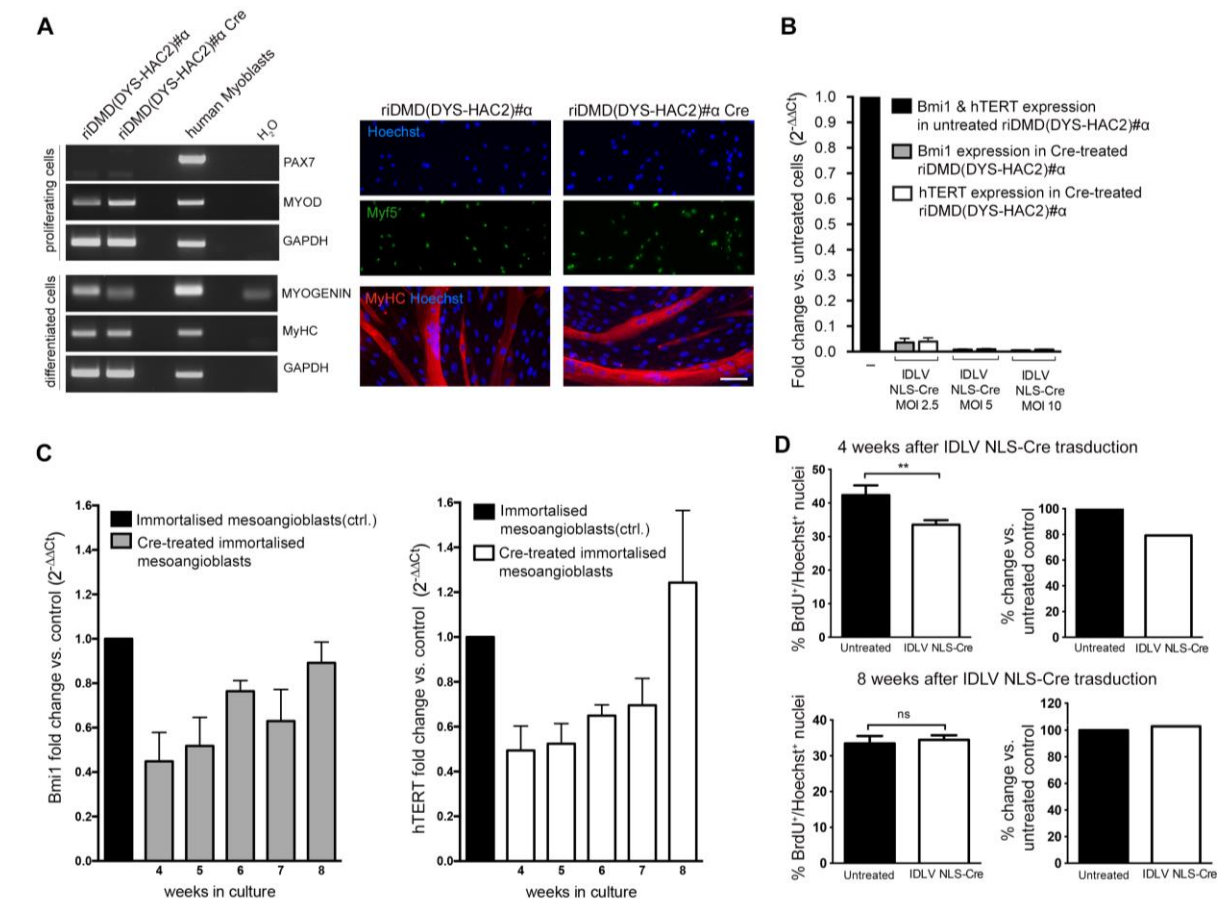 A
riDMD(DYS-HAC2)#α
riDMD(DYS-HAC2)#α Cre
human Myoblasts
H2O
proliferating cells
PAX7
MYOD
GAPDH
differentiated cells
MYOGENIN
MyHC
GAPDH
riDMD(DYS-HAC2)#α
riDMD(DYS-HAC2)#α Cre
Hoechst
Myf5
MyHC Hoechst
B
Fold change vs. untreated cells (2-ΔΔCt)
1.0
0.9
0.8
0.7
0.6
0.5
0.4
0.3
0.2
0.1
0.0
Bmi1 & hTERT expression
in untreated riDMD(DYS-HAC2)#α
Bmi1 expression in Cre-treated
riDMD(DYS-HAC2)#α
hTERT expression in Cre-treated
riDMD(DYS-HAC2)#α
–
IDLV
NLS-Cre
MOI 2.5
IDLV
NLS-Cre
MOI 5
IDLV
NLS-Cre
MOI 10
C
Bmi1 fold change vs. control (2-ΔΔCt)
1.6
1.4
1.2
1.0
0.8
0.6
0.4
0.2
0.0
Immortalised mesoangioblasts(ctrl.)
Cre-treated immortalised
mesoangioblasts
4 5 6 7 8
weeks in culture
hTERT fold change vs. control (2-ΔΔCt)
1.6
1.4
1.2
1.0
0.8
0.6
0.4
0.2
0.0
Immortalised
mesoangioblasts(ctrl.)
Cre-treated immortalised
mesoangioblasts
4 5 6 7 8
weeks in culture
D
4 weeks after IDLV NLS-Cre trasduction
% BrdU+/Hoechst+ nuclei
50
40
30
20
10
0
**
Untreated IDLV NLS-Cre
% change vs.
untreated control
100
80
60
40
20
0
Untreated IDLV NLS-Cre
8 weeks after IDLV NLS-Cre trasduction
% BrdU+/Hoechst+ nuclei
40
30
20
10
0
ns
Untreated IDLV NLS-Cre
% change vs.
untreated control
120
100
80
60
40
20
0
Untreated IDLV NLS-Cre